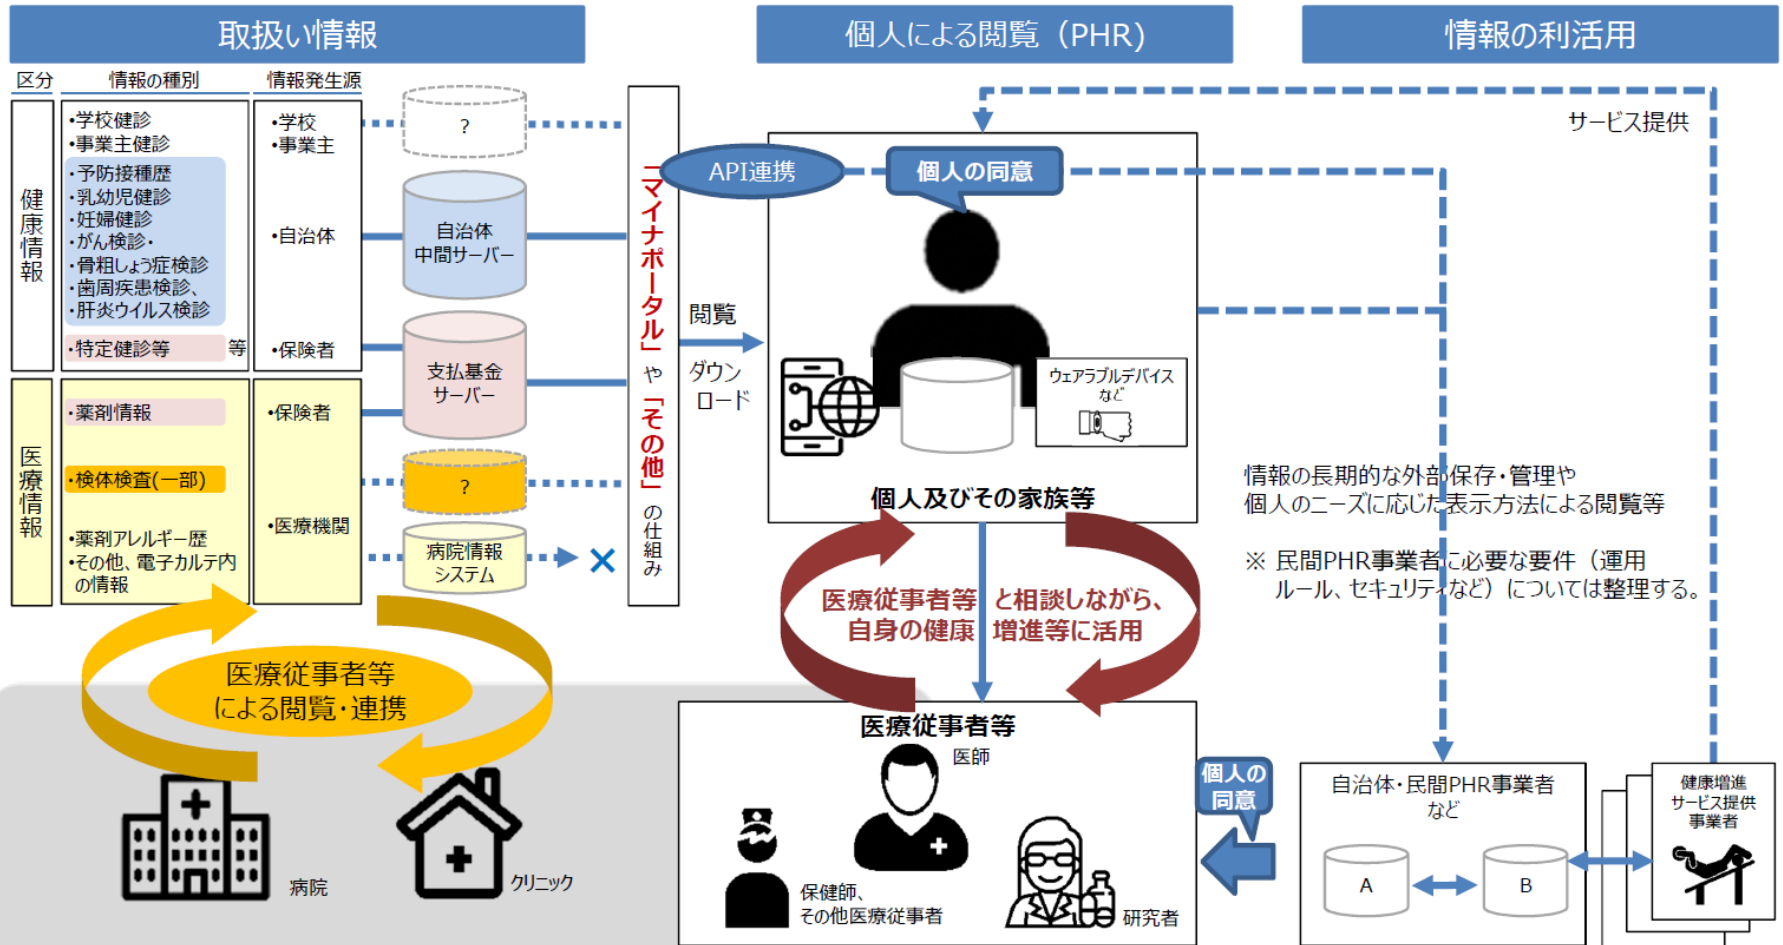 取扱い情報
個人による閲覧（PHR)
情報の利活用
区分
情報の種別
情報発生源
健康情報
・学校健診
・事業主健診
・予防接種歴
・乳幼児健診
・妊婦健診
・がん検診・
・骨粗しょう症検診
・歯周疾患検診、
・肝炎ウイルス検診
・特定健診等
等
•学校
•事業主
•自治体
•保険者
?
自治体
中間サーバー
支払基金
サーバー
医療情報
・薬剤情報
・検体検査(一部)
•薬剤アレルギー歴
•その他、電子カルテ内
の情報
•保険者
•医療機関
?
病院情報
システム
×
「マイナポータル」や「その他」の仕組み
閲覧
ダウン
ロード
API連携
個人の同意
ウェアラブルデバイス
など
個人及びその家族等
サービス提供
情報の長期的な外部保存・管理や
個人のニーズに応じた表示方法による閲覧等
※ 民間PHR事業者に必要な要件（運用
ルール、セキュリティなど）については整理する。
医療従事者等 と相談しながら、
自身の健康 増進等に活用
医療従事者等
による閲覧・連携
病院
クリニック
医療従事者等
医師
保健師、
その他医療従事者
研究者
個人の
同意
自治体・民間PHR事業者
など
A
B
健康増進
サービス提供
事業者